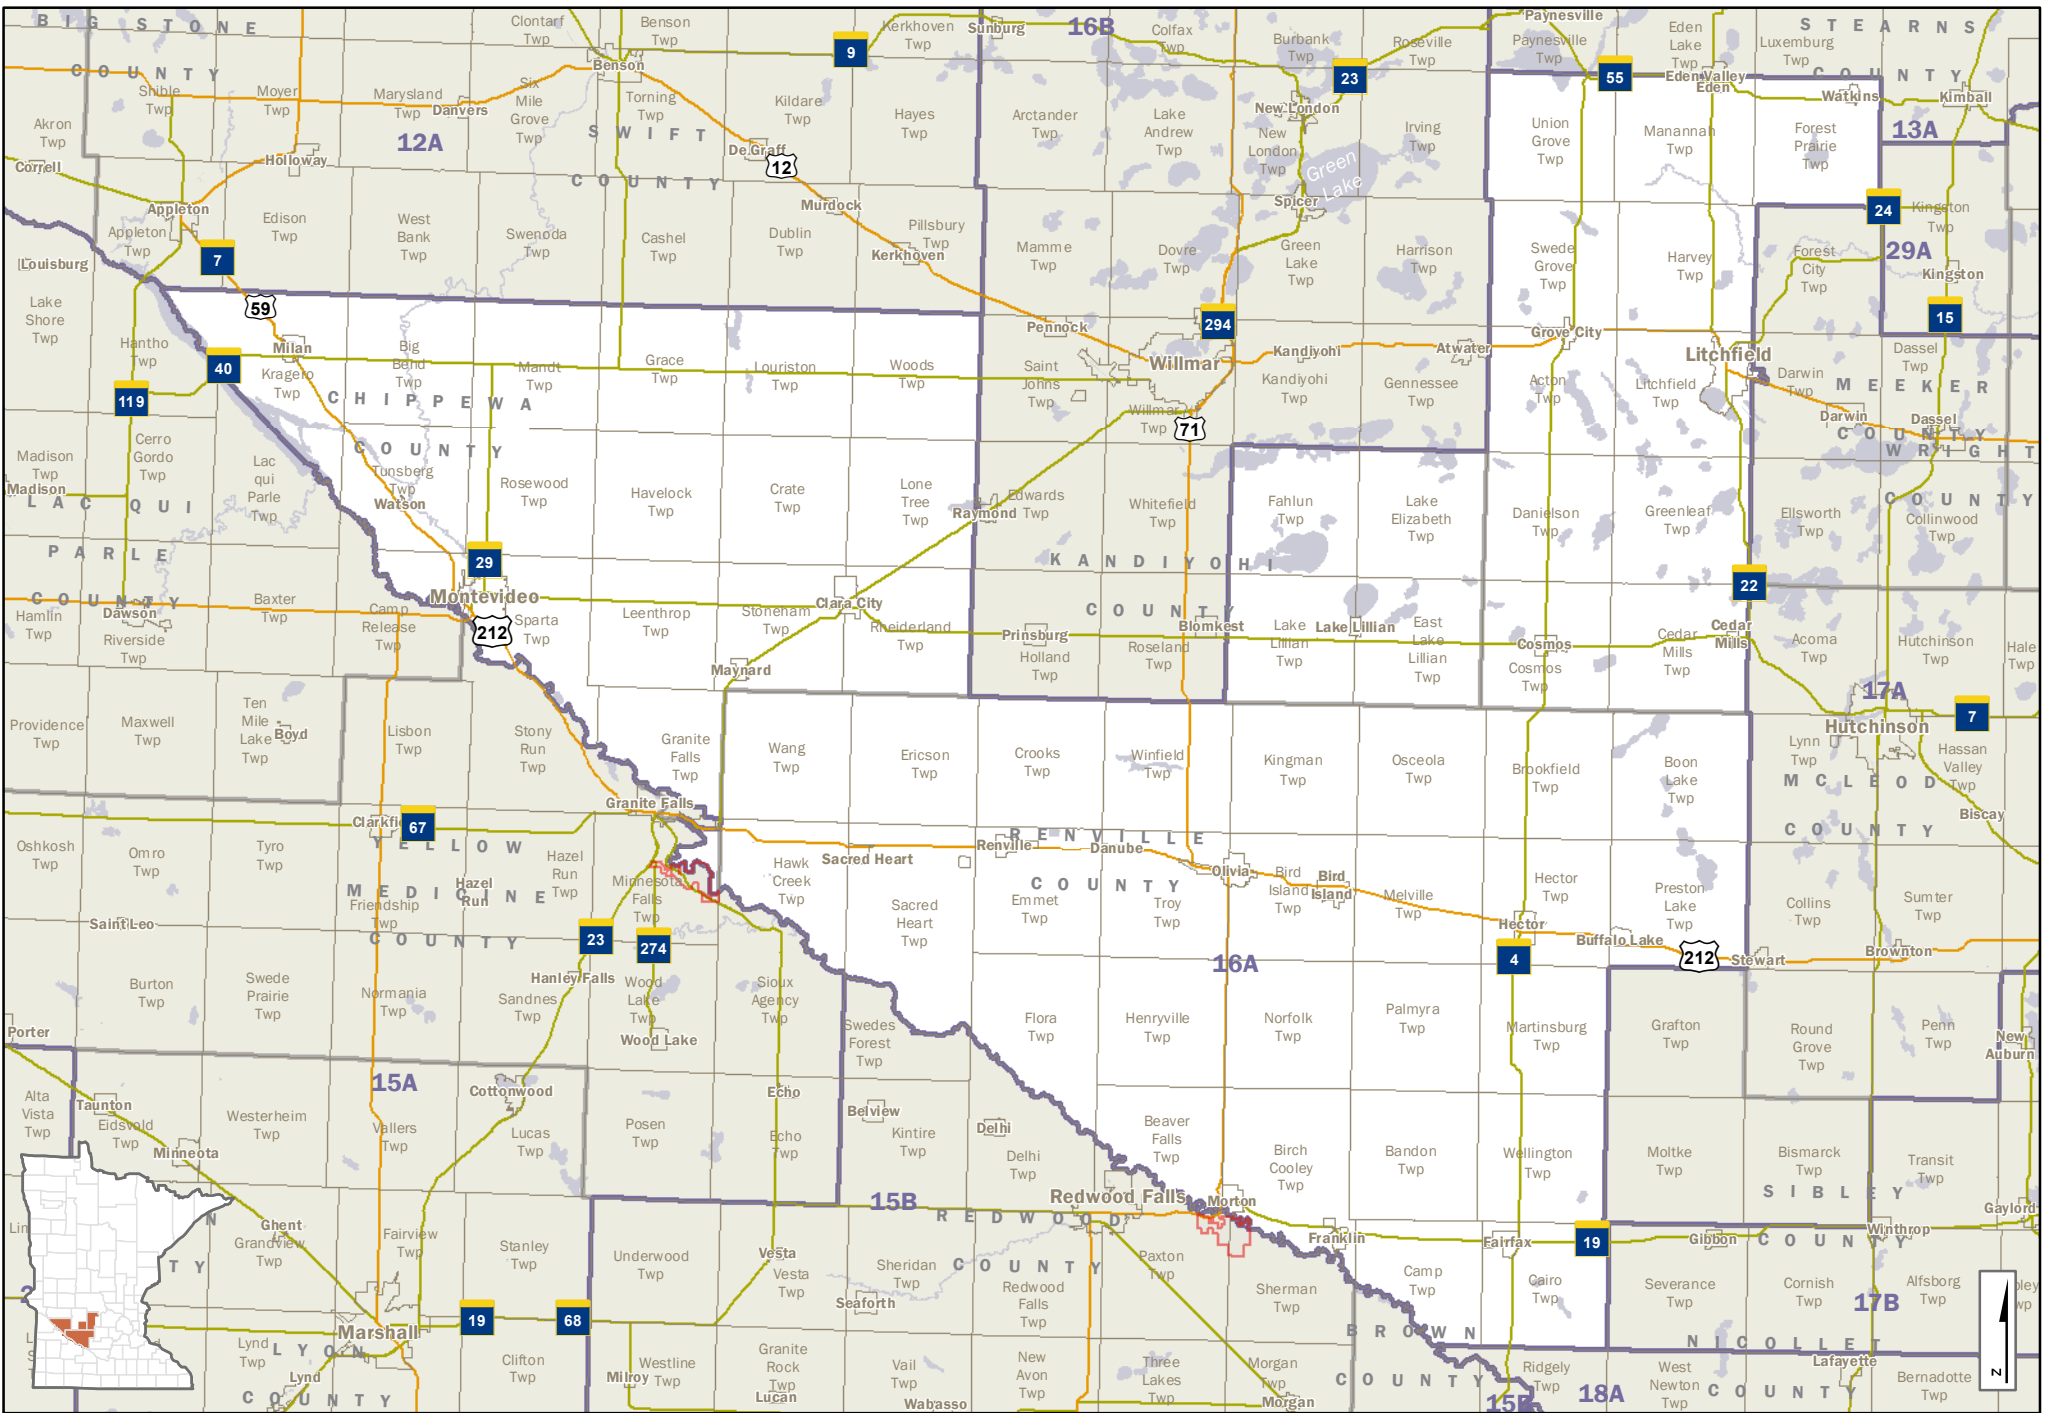 BIG STONE
COUNTY
Clontarf
Twp
Benson
Twp
9
Kerkhoven
Twp
Sunburg
16B
Colfax
Twp
Burbank
Twp
23
Roseville
Twp
Paynesville
Paynesville
Twp
55
Eden
Lake
Twp
Luxemburg
Twp
STEARNS
COUNTY
Eden Valley
Eden
Watkins
Kimball
13A
Shible
Twp
Moyer
Twp
Marysland
Twp
Danvers
Six
Mile
Grove
Twp
Benson
Torning
Twp
Kildare
Twp
Hayes
Twp
Arctander
Twp
Lake
Andrew
Twp
New London
New
London
Twp
Irving
Twp
Green
Lake
Union
Grove
Twp
Manannah
Twp
Forest
Prairie
Twp
Akron
Twp
12A
SWIFT
COUNTY
De Graff
12
Correll
Holloway
Appleton
Appleton
Twp
Edison
Twp
West
Bank
Twp
Swenoda
Twp
Cashel
Twp
Murdock
Dublin
Twp
Pillsbury
Twp
Kerkhoven
Mamme
Twp
Dovre
Twp
Spicer
Green
Lake
Twp
Harrison
Twp
Swede
Grove
Twp
Harvey
Twp
Forest
City
Twp
24
Kingston
Twp
29A
Kingston
15
Louisburg
7
59
Lake
Shore
Twp
Hantho
Twp
40
119
Milan
Kragero
Twp
Big
Bend
Twp
Mandt
Twp
Grace
Twp
Louriston
Twp
Woods
Twp
CHIPPEWA
COUNTY
Pennock
Saint
Johns
Twp
Willmar
294
Willmar
Twp
71
Kandiyohi
Kandiyohi
Twp
Atwater
Gennessee
Twp
Grove City
Acton
Twp
Litchfield
Litchfield
Twp
Darwin
Twp
Darwin
Dassel
Twp
Dassel
MEEKER
COUNTY
WRIGHT
COUNTY
Cerro
Gordo
Twp
Madison
Twp
Madison
LAC QUI
PARLE
COUNTY
Lac
qui
Parle
Twp
Tunsberg
Twp
Watson
Rosewood
Twp
Havelock
Twp
Crate
Twp
Lone
Tree
Twp
Raymond
Edwards
Twp
Whitefield
Twp
Fahlun
Twp
Lake
Elizabeth
Twp
Danielson
Twp
Greenleaf
Twp
Ellsworth
Twp
Collinwood
Twp
KANDIYOHI
COUNTY
29
Montevideo
212
22
Hamlin
Twp
Dawson
Riverside
Twp
Baxter
Twp
Camp
Release
Twp
Sparta
Twp
Leenthrop
Twp
Stoneham
Twp
Clara City
Rheiderland
Twp
Prinsburg
Holland
Twp
Roseland
Twp
Blomkest
Lake
Lillian
Twp
Lake Lillian
East
Lake
Lillian
Twp
Cosmos
Cosmos
Twp
Cedar
Mills
Twp
Cedar
Mills
Acoma
Twp
Hutchinson
Twp
Hale
Twp
Maynard
17A
Hutchinson
7
Providence
Twp
Maxwell
Twp
Ten
Mile
Lake
Twp
Boyd
Lisbon
Twp
Stony
Run
Twp
Granite
Falls
Twp
Wang
Twp
Ericson
Twp
Crooks
Twp
Winfield
Twp
Kingman
Twp
Osceola
Twp
Brookfield
Twp
Boon
Lake
Twp
Lynn
Twp
Hassan
Valley
Twp
MCLEOD
COUNTY
Biscay
Granite Falls
67
YELLOW
MEDICINE
COUNTY
Oshkosh
Twp
Omro
Twp
Tyro
Twp
Hazel
Run
Hazel
Run
Twp
Friendship
Twp
Minnesota
Falls
Twp
Hawk
Creek
Twp
Sacred Heart
Renville
Danube
RENVILLE
COUNTY
Olivia
Bird
Island
Twp
Bird
Island
Melville
Twp
Hector
Twp
Hector
Preston
Lake
Twp
Buffalo Lake
212
Stewart
Collins
Twp
Sumter
Twp
Brownton
Saint Leo
Sacred
Heart
Twp
Emmet
Twp
Troy
Twp
16A
4
23
274
Hanley Falls
Burton
Twp
Swede
Prairie
Twp
Normania
Twp
Sandnes
Twp
Wood
Lake
Twp
Wood Lake
Sioux
Agency
Twp
Swedes
Forest
Twp
Flora
Twp
Henryville
Twp
Norfolk
Twp
Palmyra
Twp
Martinsburg
Twp
Grafton
Twp
Round
Grove
Twp
Penn
Twp
New
Auburn
Porter
15A
Alta
Vista
Twp
Taunton
Eidsvold
Twp
Minneota
Westerheim
Twp
Vallers
Twp
Cottonwood
Lucas
Twp
Posen
Twp
Echo
Echo
Twp
Belview
Kintire
Twp
Delhi
Delhi
Twp
Beaver
Falls
Twp
Birch
Cooley
Twp
Bandon
Twp
Wellington
Twp
Moltke
Twp
Bismarck
Twp
Transit
Twp
SIBLEY
COUNTY
Gaylord
15B
REDWOOD
COUNTY
Redwood Falls
Morton
Franklin
Fairfax
19
Gibbon
Winthrop
Ghent
Grandview
Twp
Fairview
Twp
Stanley
Twp
Underwood
Twp
Vesta
Vesta
Twp
Sheridan
Twp
Seaforth
Redwood
Falls
Twp
Paxton
Twp
Sherman
Twp
Camp
Twp
Cairo
Twp
Severance
Twp
Cornish
Twp
17B
Alfsborg
Twp
19
68
Marshall
LYON
COUNTY
Lynd
Twp
Lynd
Clifton
Twp
Milroy
Westline
Twp
Granite
Rock
Twp
Lucan
Vail
Twp
Wabasso
New
Avon
Twp
Three
Lakes
Twp
Morgan
Twp
Morgan
BROWN
COUNTY
Ridgely
Twp
18A
West
Newton
Twp
NICOLLET
COUNTY
Lafayette
Bernadotte
Twp
N